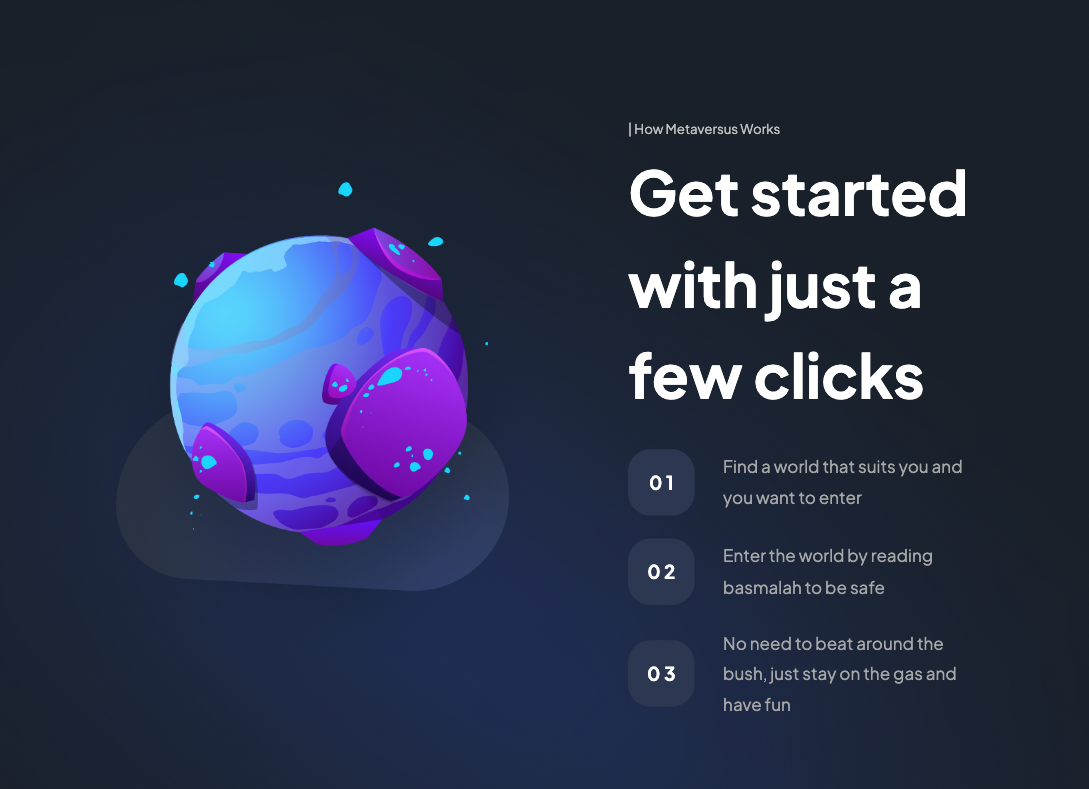 | How Metaversus Works
Get started
with just a
few clicks
01
Find a world that suits you and
you want to enter
02
Enter the world by reading
basmalah to be safe
03
No need to beat around the
bush, just stay on the gas and
have fun